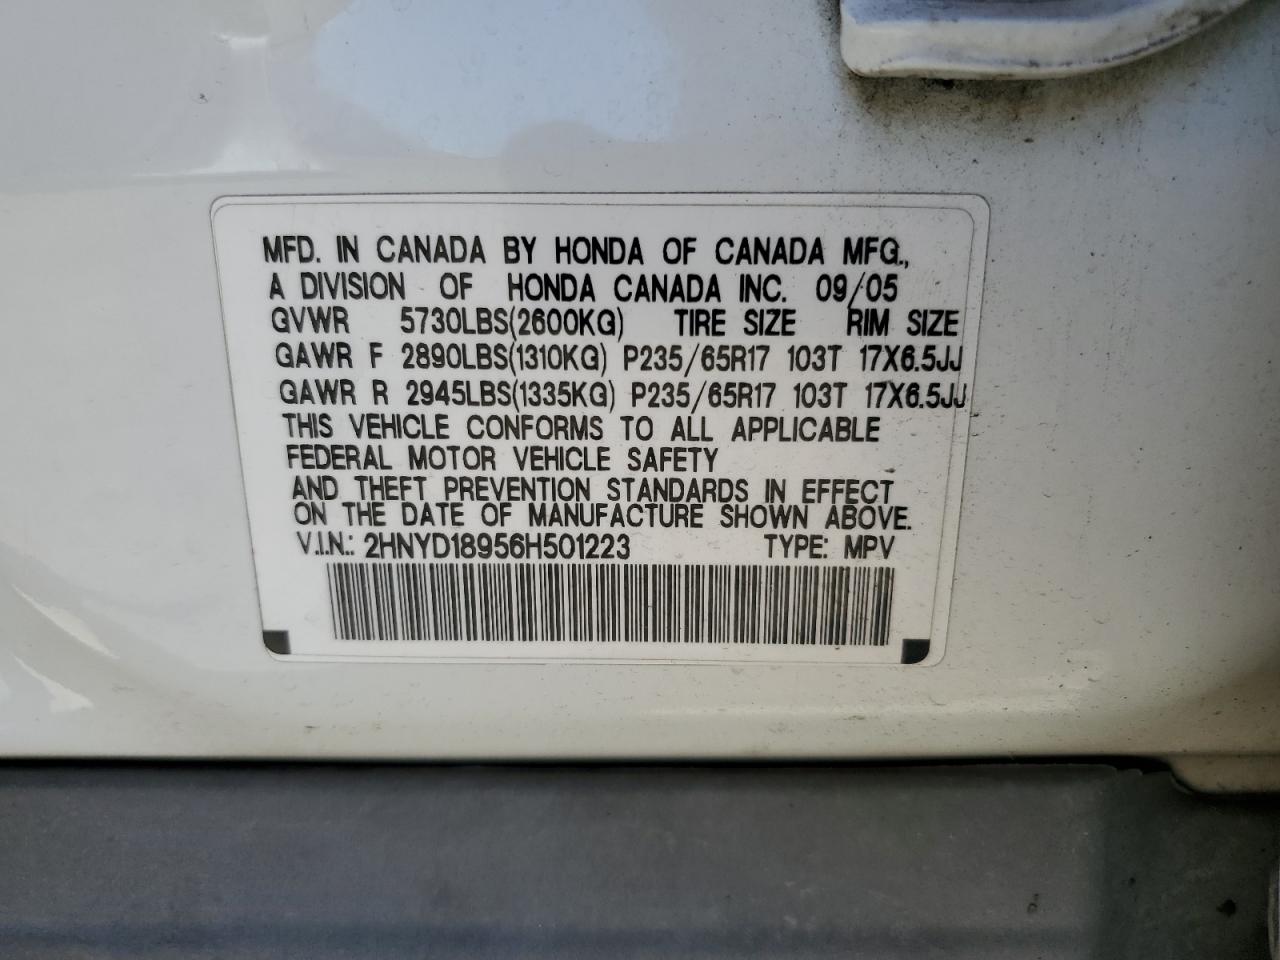 MFD. IN CANADA BY HONDA OF CANADA MFG.,
A DIVISION OF HONDA CANADA INC. 09/05
GVWR 5730LBS(2600KG) TIRE SIZE RIM SIZE
GAWR F 2890LBS(1310KG) P235/65R17 103T 17X6.5JJ
GAWR R 2945LBS(1335KG) P235/65R17 103T 17X6.5JJ
THIS VEHICLE CONFORMS TO ALL APPLICABLE
FEDERAL MOTOR VEHICLE SAFETY
AND THEFT PREVENTION STANDARDS IN EFFECT
ON THE DATE OF MANUFACTURE SHOWN ABOVE.
V.I.N.: 2HNYD18956H501223 TYPE: MPV